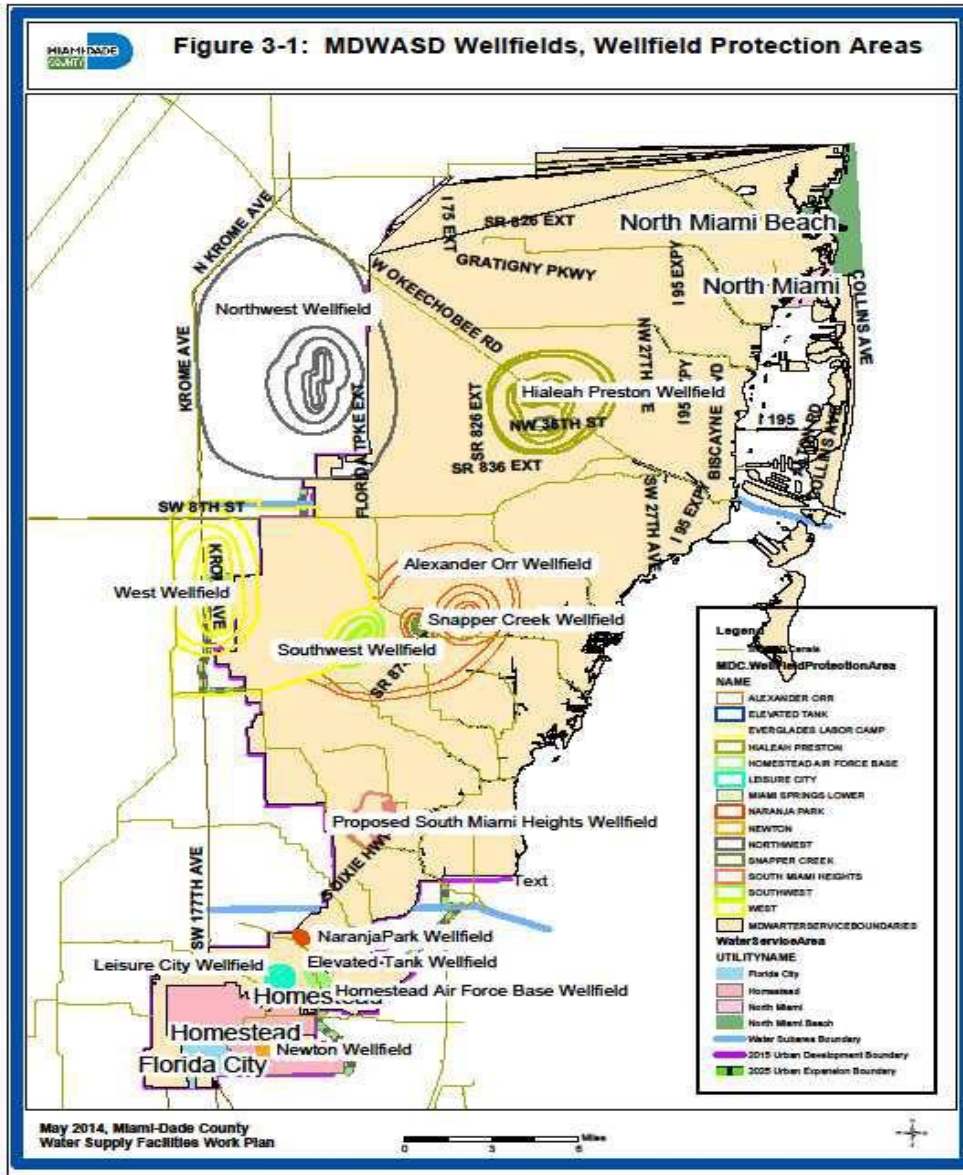 MIAMI-DADE
COUNTY
Figure 3-1: MDWASD Wellfields, Wellfield Protection Areas
N KROME AVE
I 75 EXT
SR 826 EXT
North Miami Beach
GRATIGNY PKWY
W OKEECHOBEE RD
I 95 EXPY
North Miami
COLLINS AVE
Northwest Wellfield
KROME AVE
NW 27TH
E
Hialeah Preston Wellfield
SR 826 EXT
NW 36TH ST
BISCAYNE
VD
I 195
SR 836 EXT
FLORIDA TPKE EXT
SW 8TH ST
SW 27TH AVE
I 95 EXPY
Alexander Orr Wellfield
West Wellfield
AVE
Snapper Creek Wellfield
Southwest Wellfield
SR 874
Proposed South Miami Heights Wellfield
DIXIE HWY
Text
SW 177TH AVE
NaranjaPark Wellfield
Leisure City Wellfield
Elevated-Tank Wellfield
Homestead Air Force Base Wellfield
Homestead
Homestead
Newton Wellfield
Florida City
Legend
Canals
MDC.WellfieldProtectionArea
NAME
ALEXANDER ORR
ELEVATED TANK
EVERGLADES LABOR CAMP
HIALEAH PRESTON
HOMESTEAD AIR FORCE BASE
LEISURE CITY
MIAMI SPRINGS LOWER
NARANJA PARK
NEWTON
NORTHWEST
SNAPPER CREEK
SOUTH MIAMI HEIGHTS
SOUTHWEST
WEST
MDWARTERSERVICEBOUNDARIES
WaterServiceArea
UTILITYNAME
Florida City
Homestead
North Miami
North Miami Beach
Water Subarea Boundary
2015 Urban Development Boundary
2025 Urban Expansion Boundary
May 2014, Miami-Dade County
Water Supply Facilities Work Plan
0 3 6 Miles